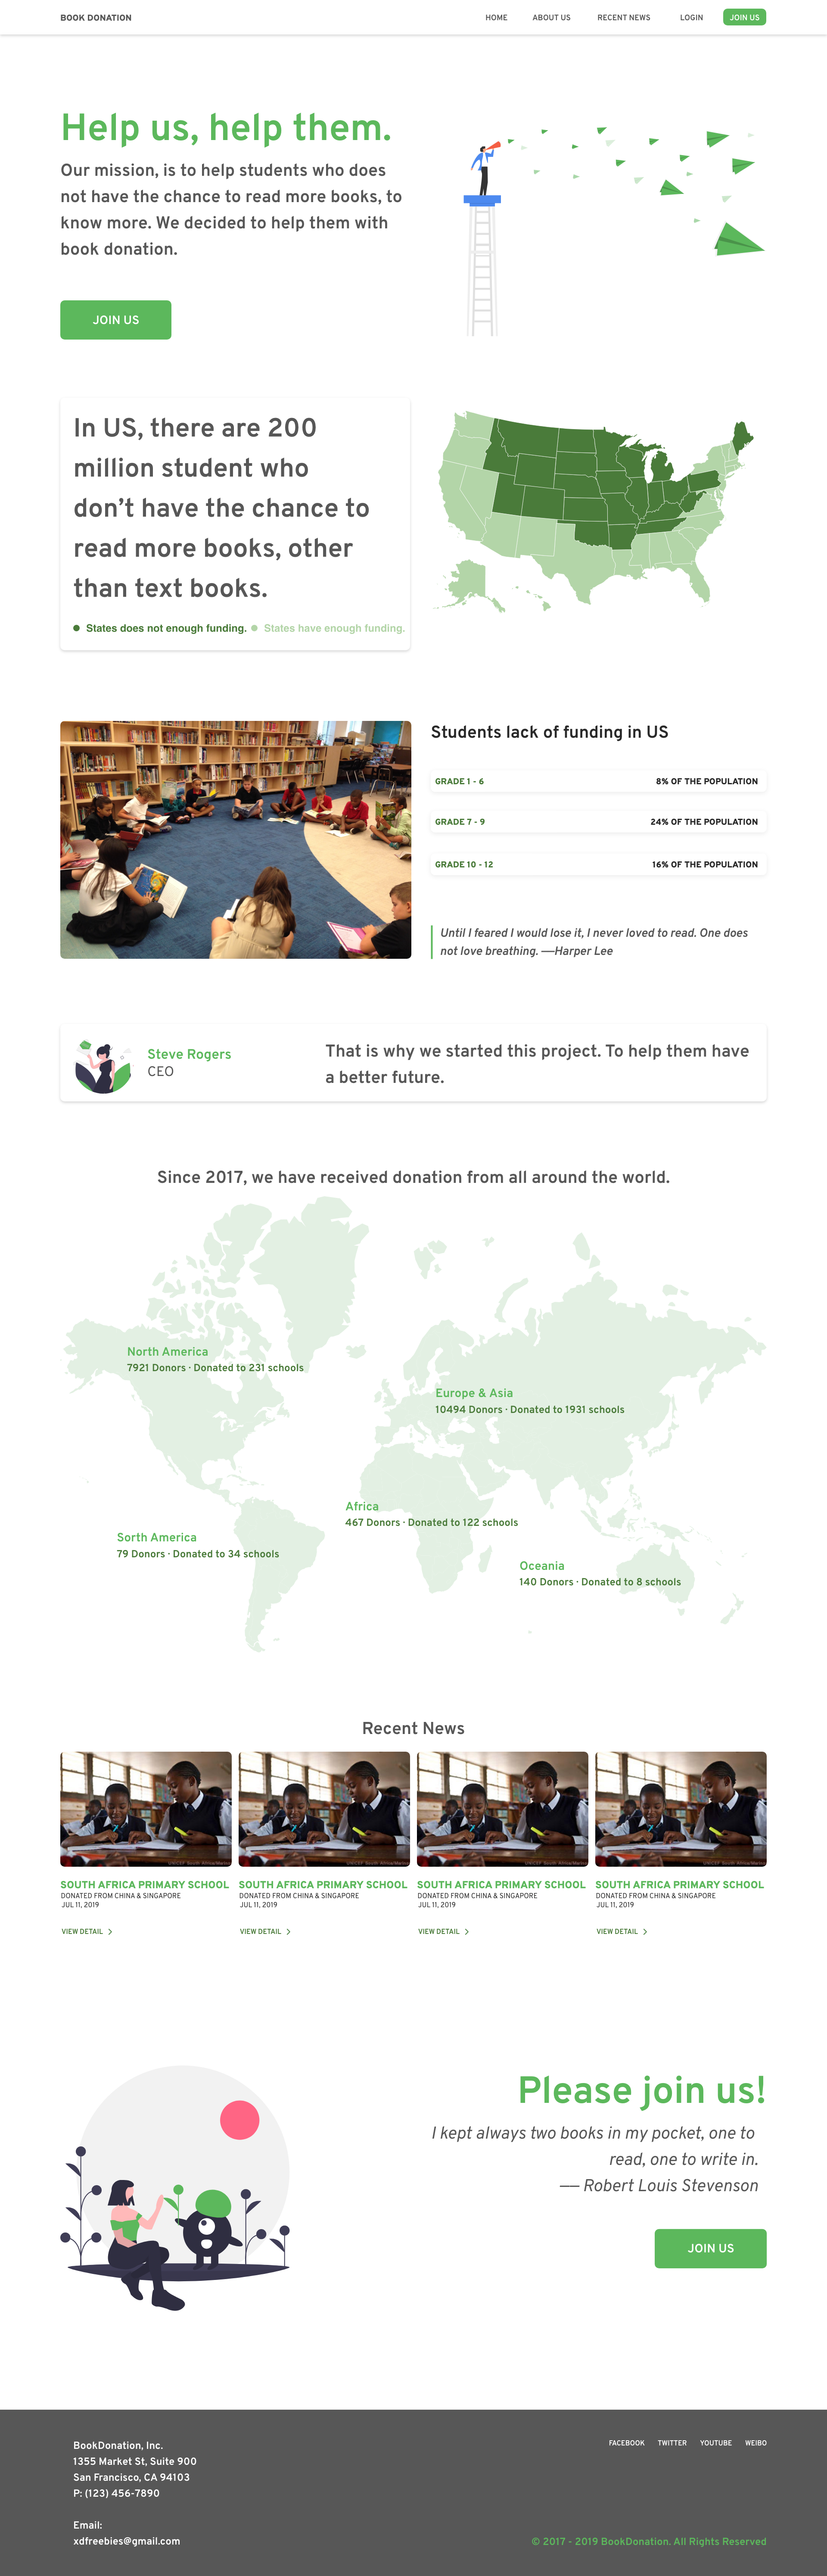 BOOK DONATION
HOME
ABOUT US
RECENT NEWS
LOGIN
JOIN US
Help us, help them.
Our mission, is to help students who does
not have the chance to read more books, to
know more. We decided to help them with
book donation.
JOIN US
In US, there are 200
million student who
don’t have the chance to
read more books, other
than text books.
States does not enough funding.
States have enough funding.
Students lack of funding in US
GRADE 1 - 6
8% OF THE POPULATION
GRADE 7 - 9
24% OF THE POPULATION
GRADE 10 - 12
16% OF THE POPULATION
Until I feared I would lose it, I never loved to read. One does
not love breathing. —Harper Lee
Steve Rogers
CEO
That is why we started this project. To help them have
a better future.
Since 2017, we have received donation from all around the world.
North America
7921 Donors · Donated to 231 schools
Europe & Asia
10494 Donors · Donated to 1931 schools
Africa
467 Donors · Donated to 122 schools
Sorth America
79 Donors · Donated to 34 schools
Oceania
140 Donors · Donated to 8 schools
Recent News
SOUTH AFRICA PRIMARY SCHOOL
DONATED FROM CHINA & SINGAPORE
JUL 11, 2019
VIEW DETAIL
SOUTH AFRICA PRIMARY SCHOOL
DONATED FROM CHINA & SINGAPORE
JUL 11, 2019
VIEW DETAIL
SOUTH AFRICA PRIMARY SCHOOL
DONATED FROM CHINA & SINGAPORE
JUL 11, 2019
VIEW DETAIL
SOUTH AFRICA PRIMARY SCHOOL
DONATED FROM CHINA & SINGAPORE
JUL 11, 2019
VIEW DETAIL
Please join us!
I kept always two books in my pocket, one to
read, one to write in.
— Robert Louis Stevenson
JOIN US
BookDonation, Inc.
1355 Market St, Suite 900
San Francisco, CA 94103
P: (123) 456-7890
Email:
xdfreebies@gmail.com
FACEBOOK
TWITTER
YOUTUBE
WEIBO
© 2017 - 2019 BookDonation. All Rights Reserved